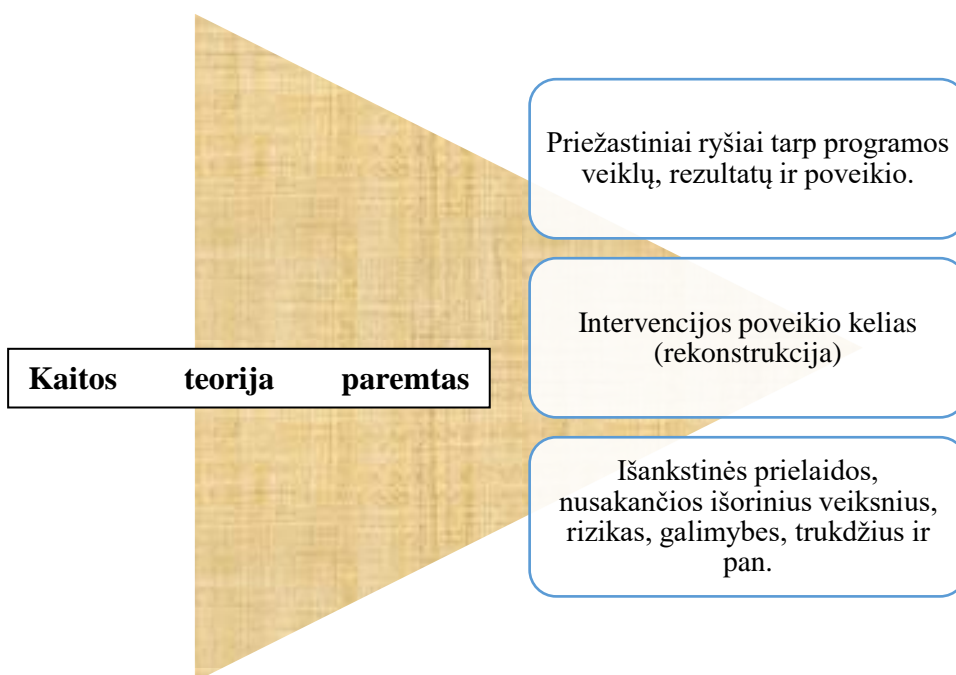 Priežastiniai ryšiai tarp programos
veiklų, rezultatų ir poveikio.
Intervencijos poveikio kelias
(rekonstrukcija)
Kaitos teorija paremtas
Išankstinės prielaidos,
nusakančios išorinius veiksnius,
rizikas, galimybes, trukdžius ir
pan.